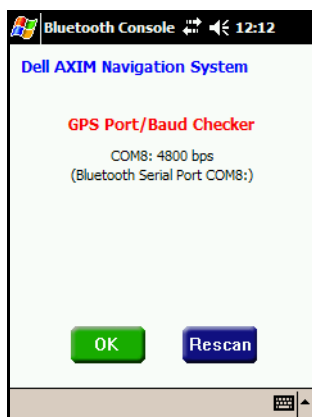 Bluetooth Console 12:12
Dell AXIM Navigation System
GPS Port/Baud Checker
COM8: 4800 bps
(Bluetooth Serial Port COM8:)
OK Rescan